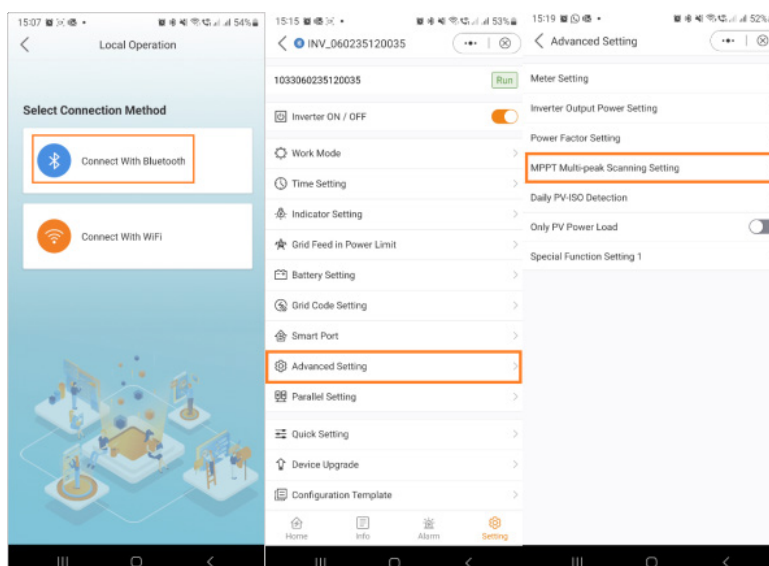 15:07 54%
Local Operation
Select Connection Method
Connect With Bluetooth
Connect With WiFi
15:15 53%
INV_060235120035
1033060235120035 Run
Inverter ON / OFF
Work Mode
Time Setting
Indicator Setting
Grid Feed in Power Limit
Battery Setting
Grid Code Setting
Smart Port
Advanced Setting
Parallel Setting
Quick Setting
Device Upgrade
Configuration Template
Home Info Alarm Setting
15:19 52%
Advanced Setting
Meter Setting
Inverter Output Power Setting
Power Factor Setting
MPPT Multi-peak Scanning Setting
Daily PV-ISO Detection
Only PV Power Load
Special Function Setting 1